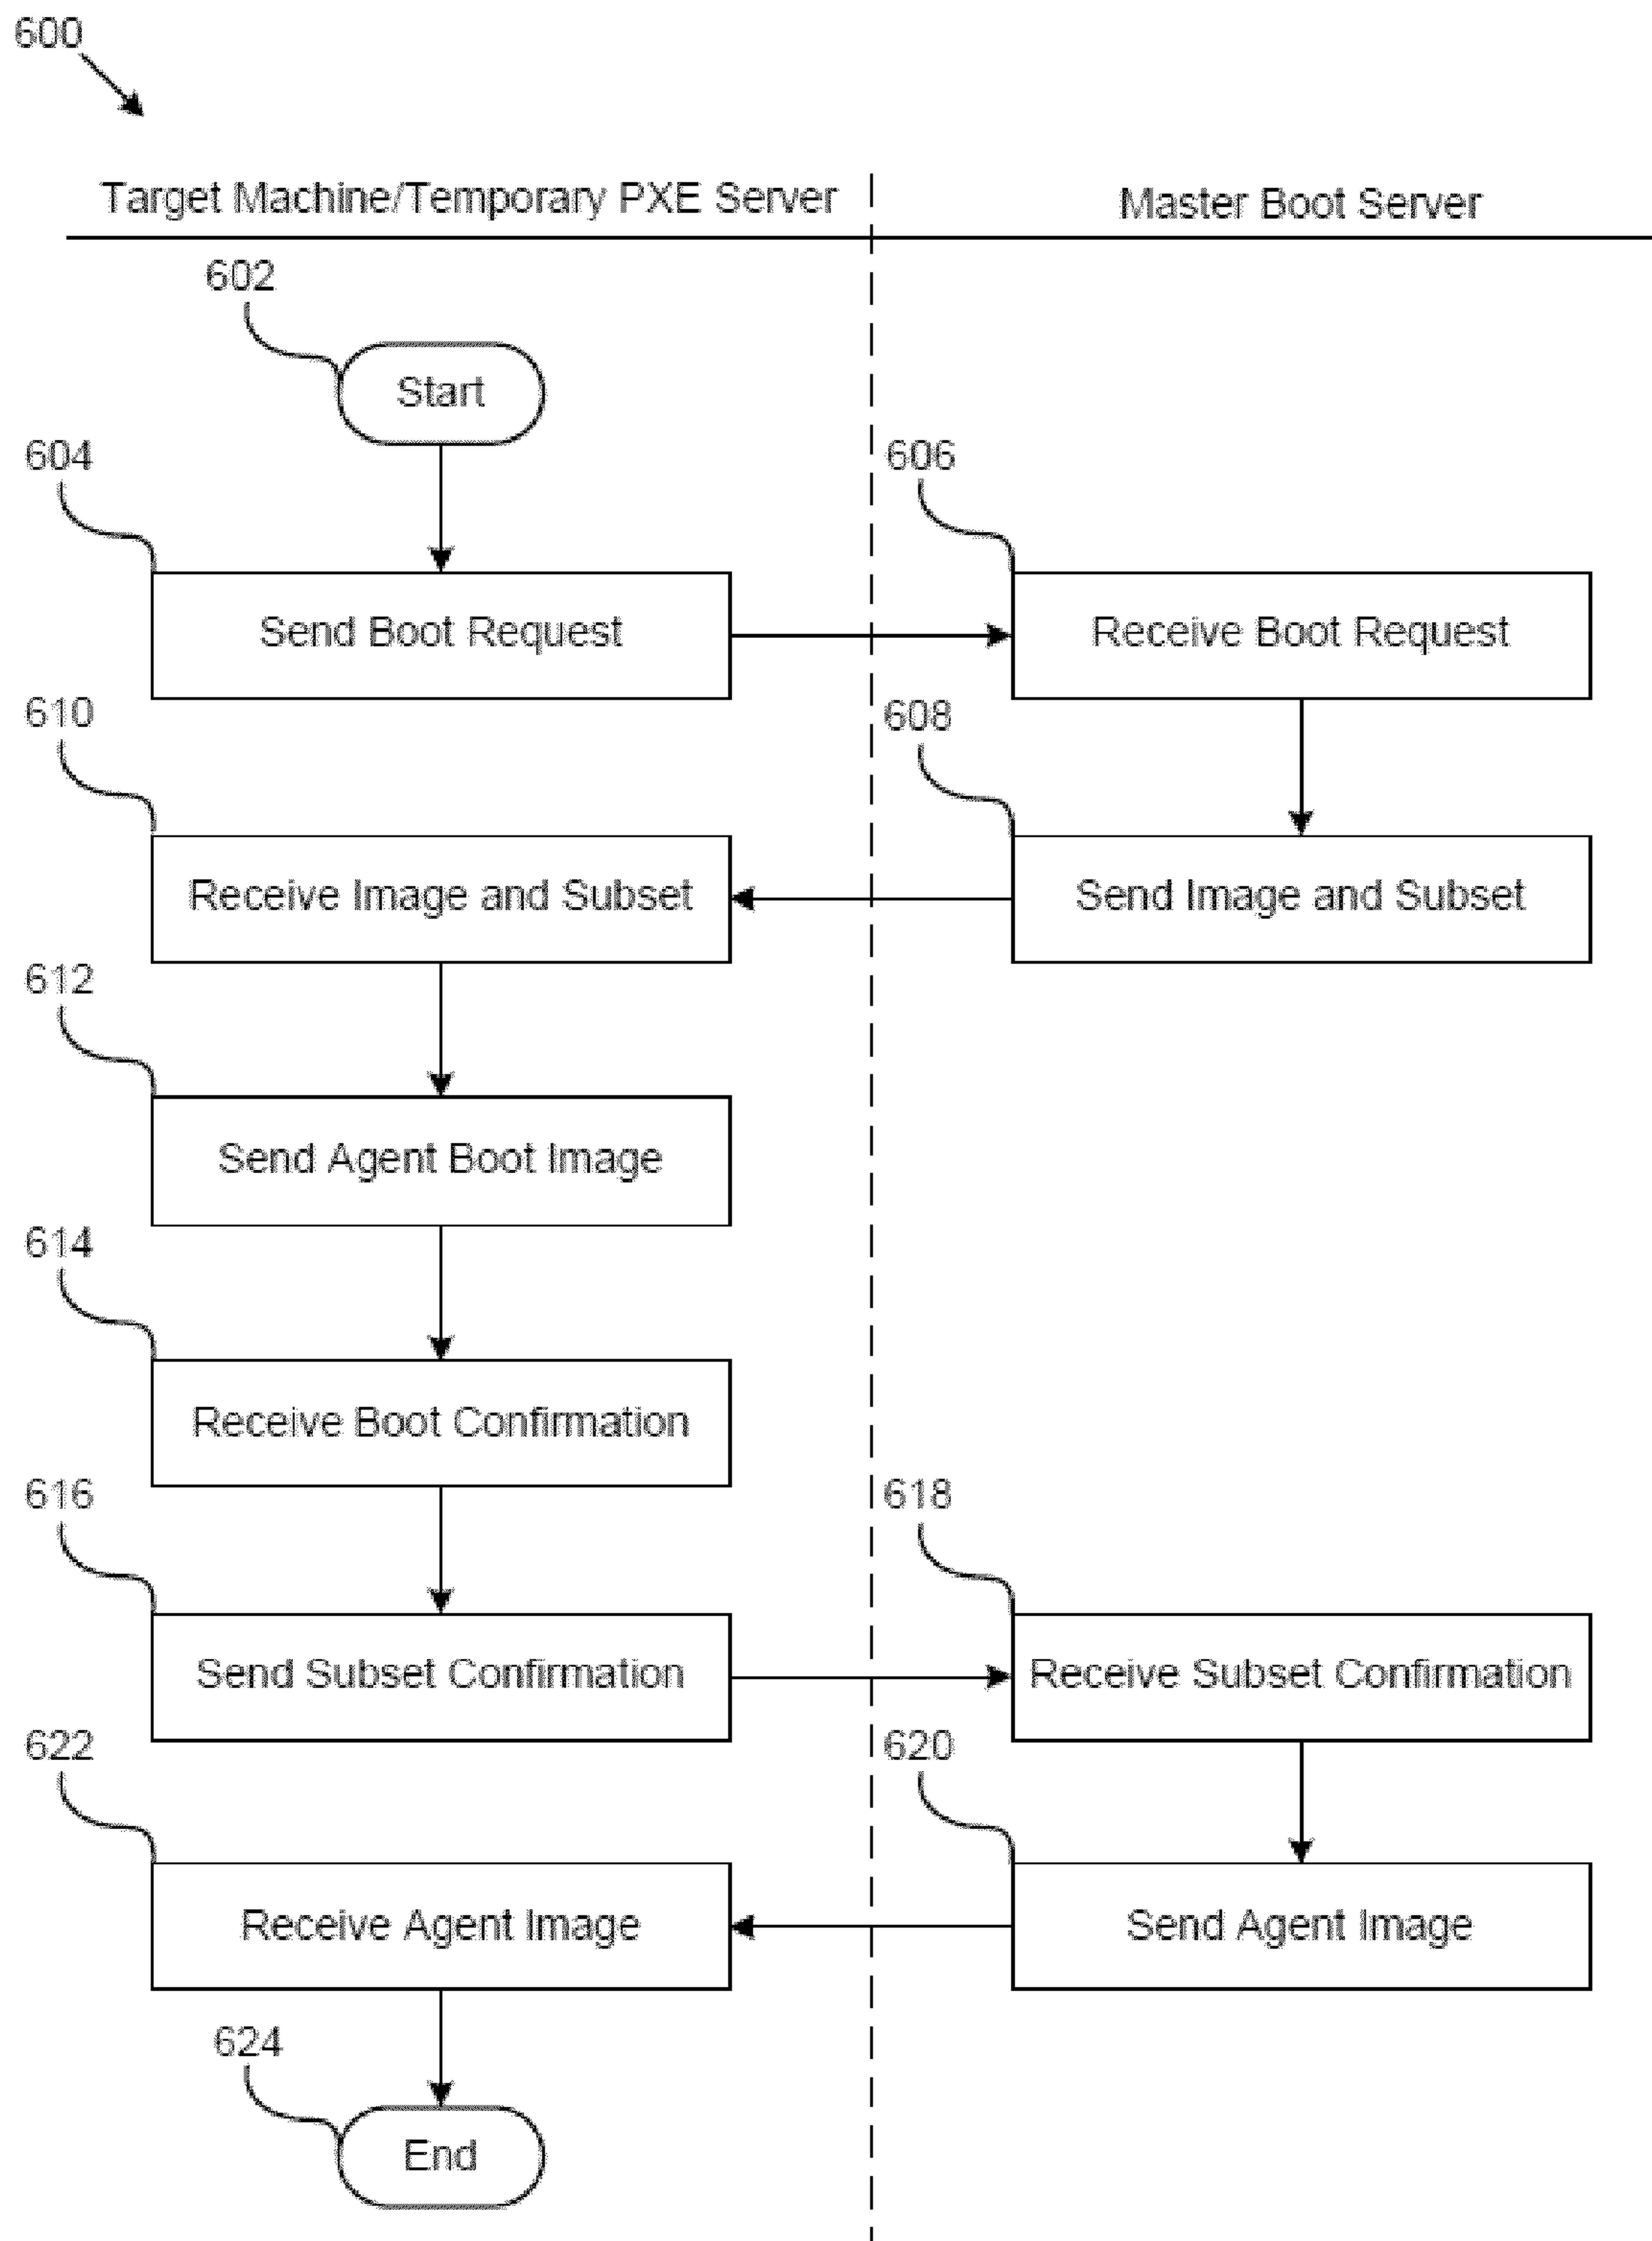 600
Target Machine/Temporary PXE Server
Master Boot Server
602
Start
604
606
Send Boot Request
Receive Boot Request
610
608
Receive Image and Subset
Send Image and Subset
612
Send Agent Boot Image
614
Receive Boot Confirmation
616
618
Send Subset Confirmation
Receive Subset Confirmation
622
620
Receive Agent Image
Send Agent Image
624
End